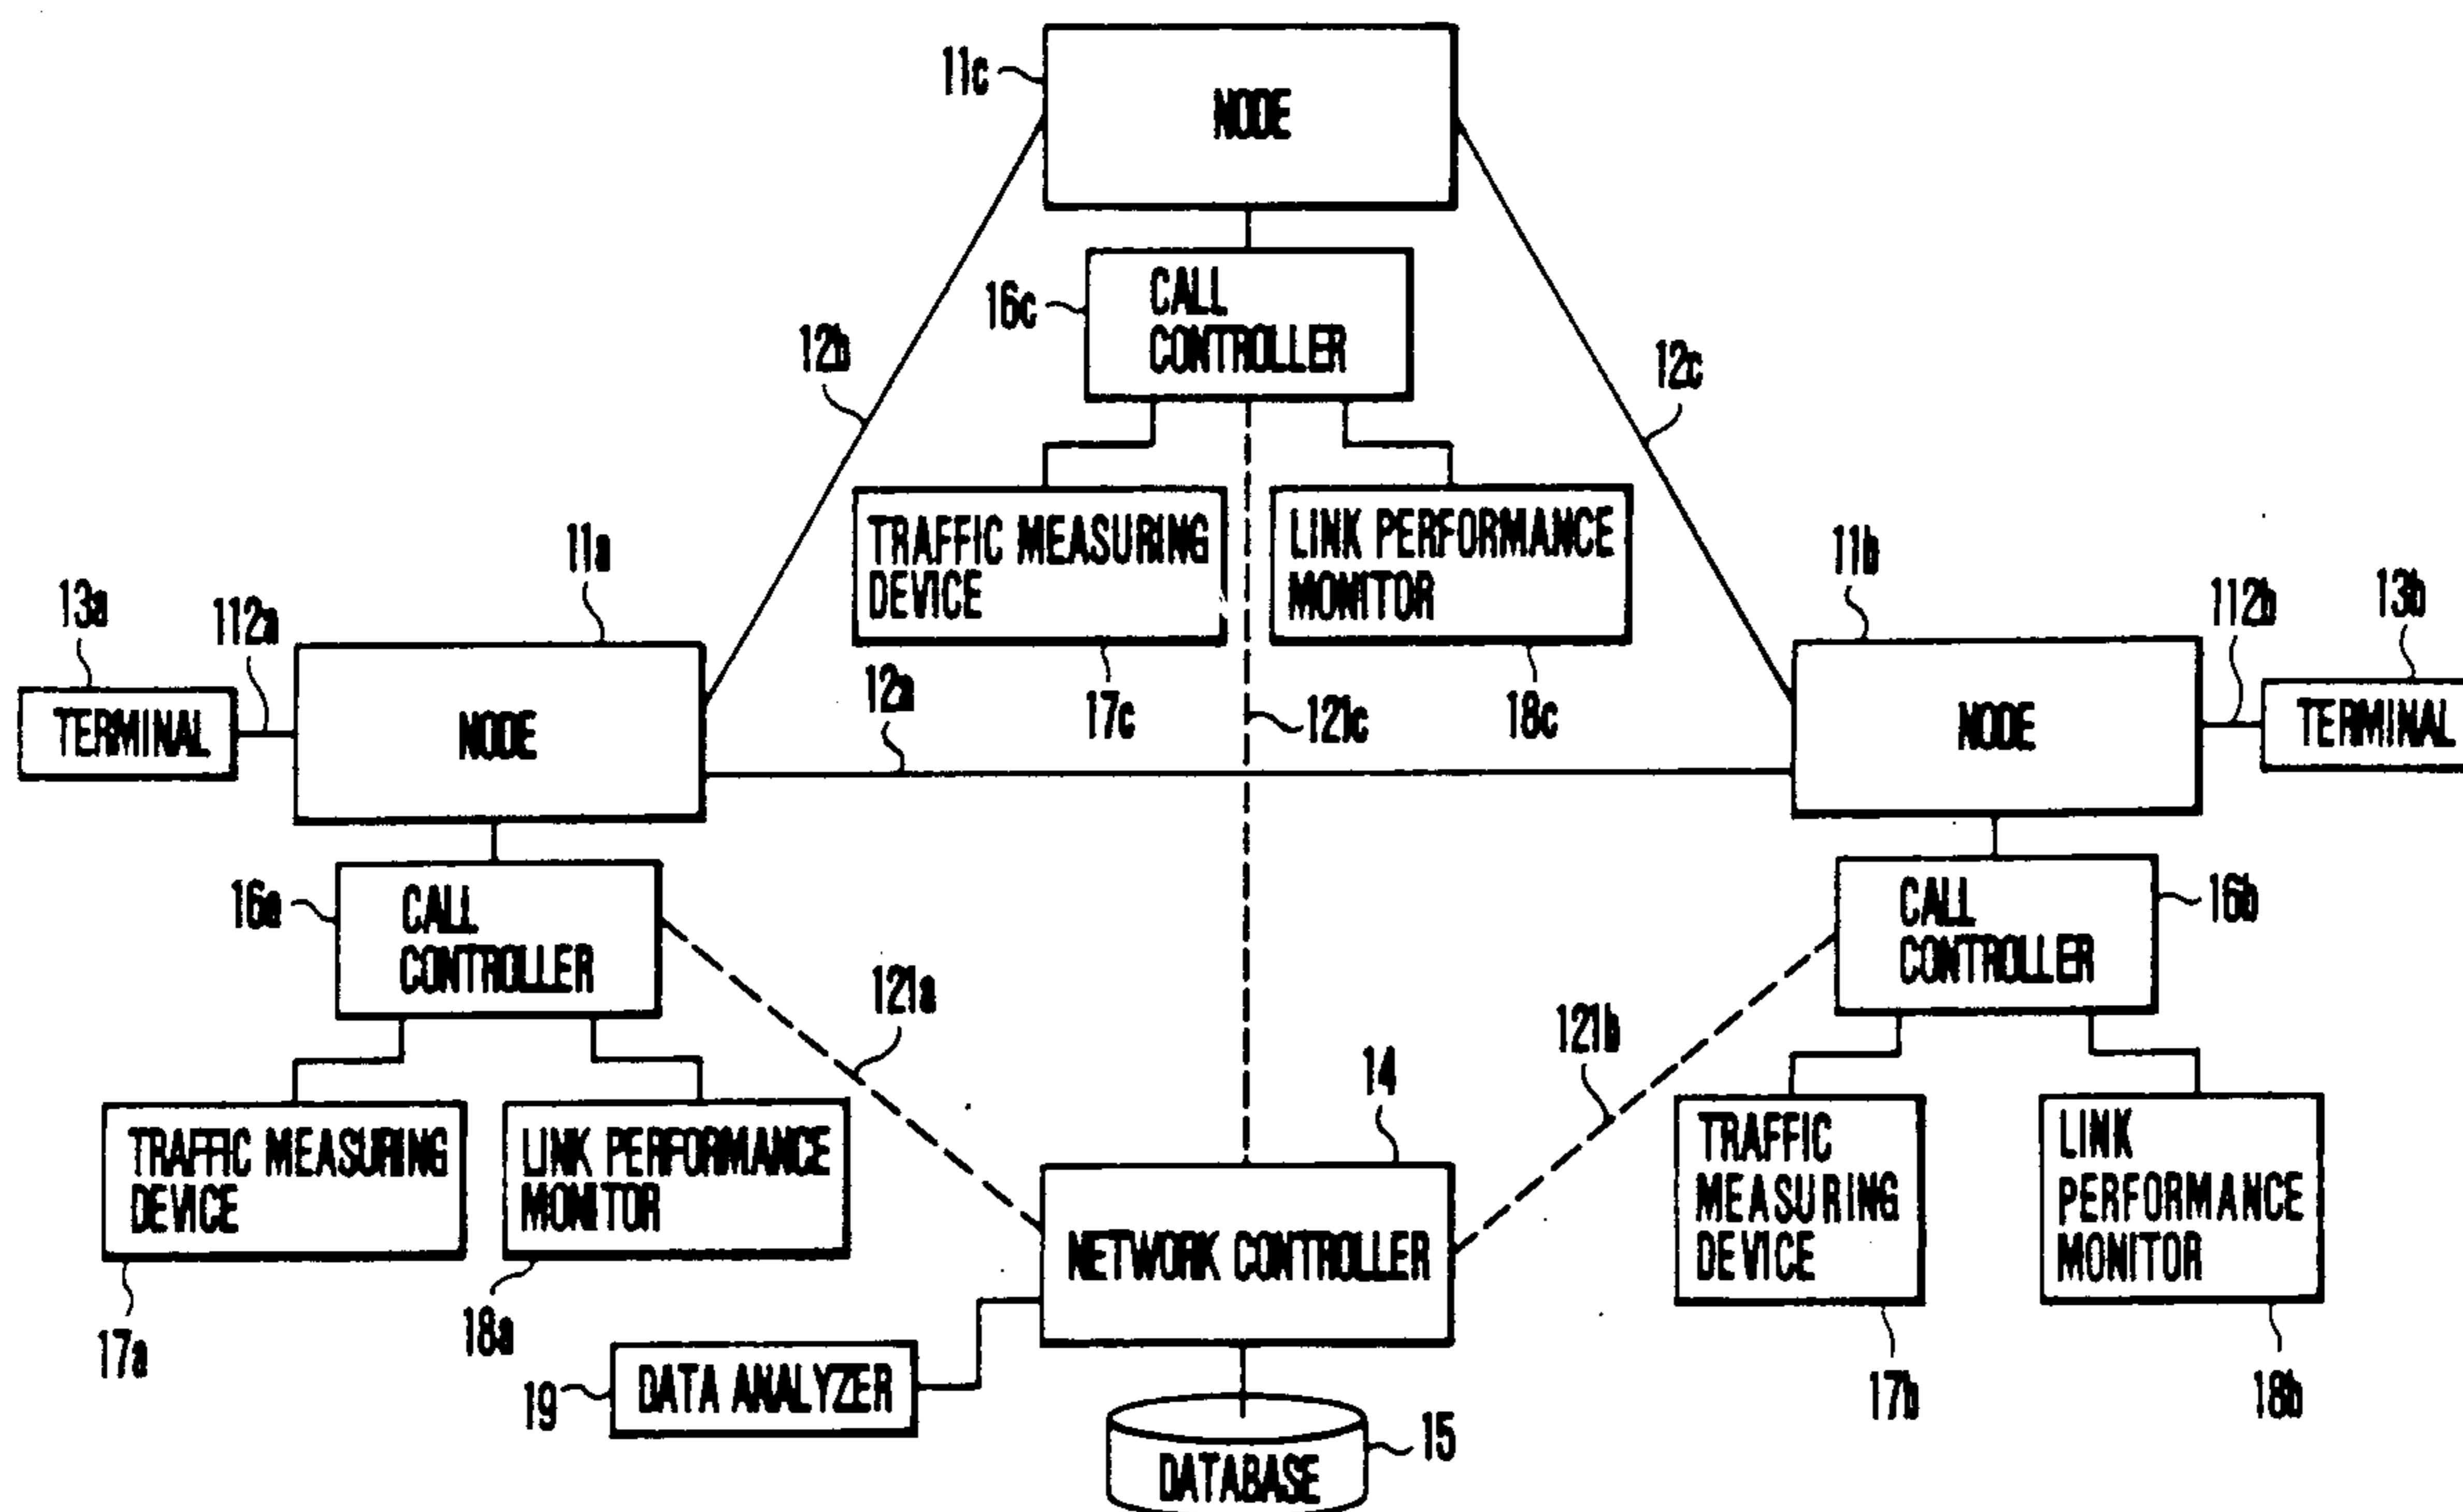 11c
NODE
16c
CALL
CONTROLLER
12b
12c
TRAFFIC MEASURING
DEVICE
LINK PERFORMANCE
MONITOR
17c
121c
18c
13a
112a
11a
TERMINAL
NODE
12a
11b
112b
13b
NODE
TERMINAL
16a
CALL
CONTROLLER
121a
TRAFFIC MEASURING
DEVICE
LINK PERFORMANCE
MONITOR
17a
18a
14
NETWORK CONTROLLER
121b
CALL
CONTROLLER
16b
TRAFFIC
MEASURING
DEVICE
LINK
PERFORMANCE
MONITOR
17b
18b
19
DATA ANALYZER
DATABASE
15